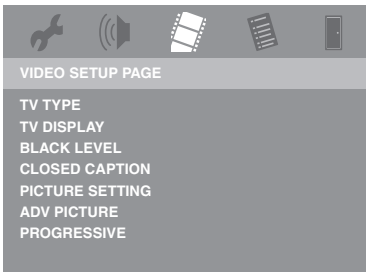 VIDEO SETUP PAGE
TV TYPE
TV DISPLAY
BLACK LEVEL
CLOSED CAPTION
PICTURE SETTING
ADV PICTURE
PROGRESSIVE